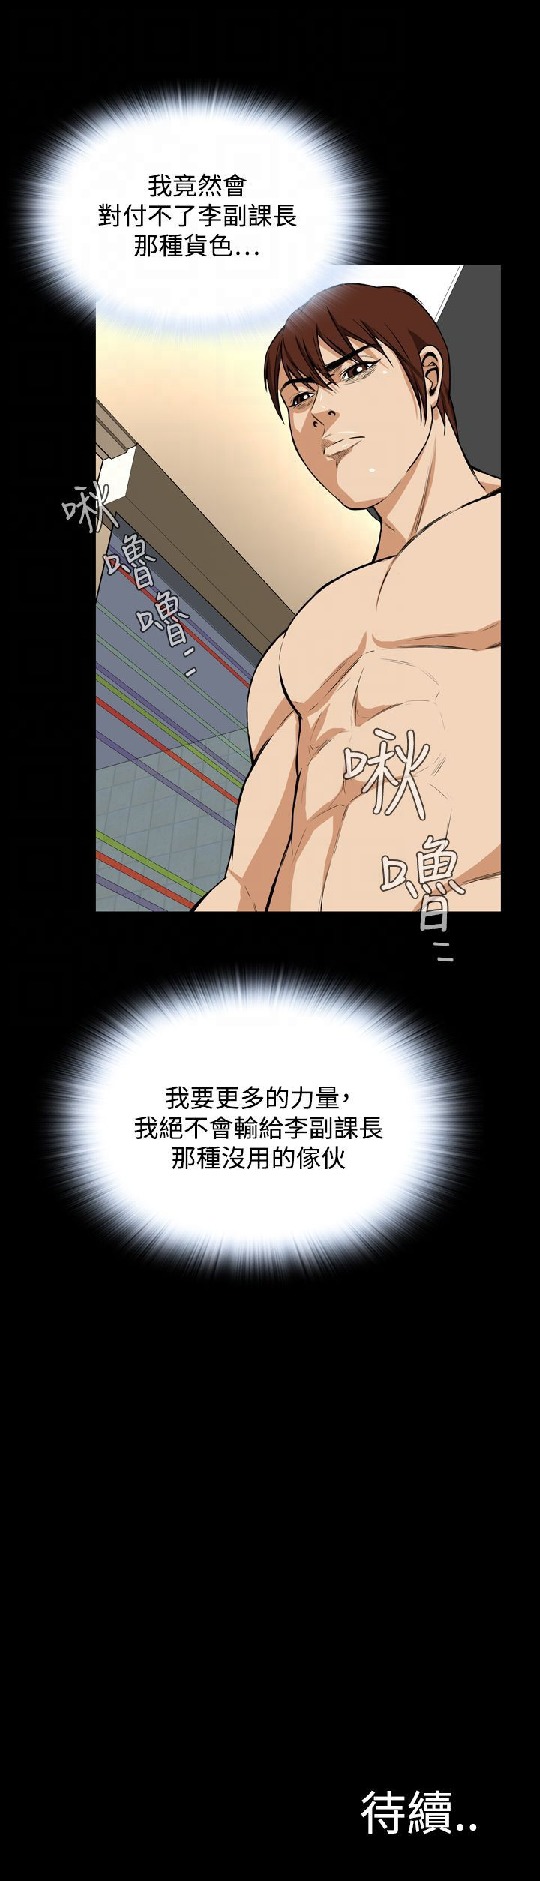 我竟然會
對付不了李副課長
那種貨色...
啾
嚕
嚕
啾
嚕
我要更多的力量,
我絕不會輸給李副課長
那種沒用的傢伙
待續..